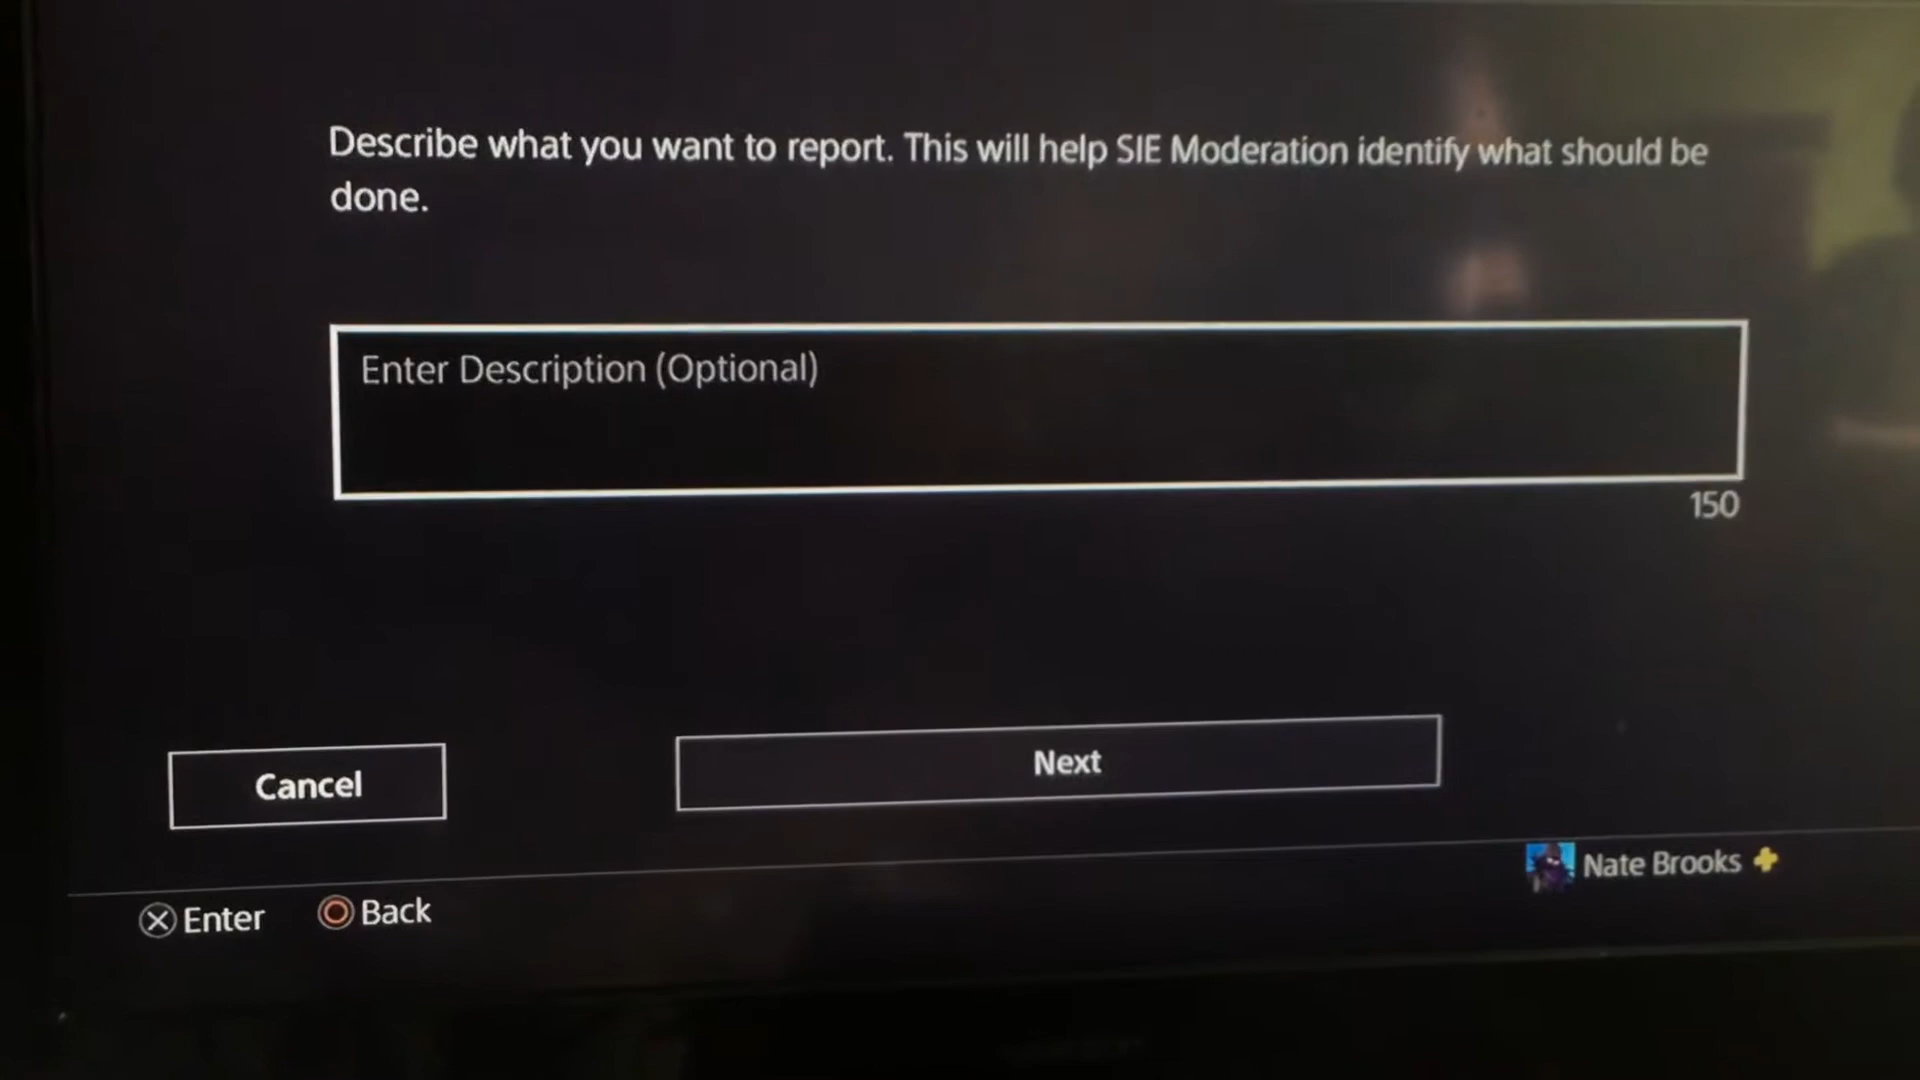 Describe what you want to report. This will help SIE Moderation identify what should be
done.
Enter Description (Optional)
150
Cancel
Next
Nate Brooks
Enter
Back